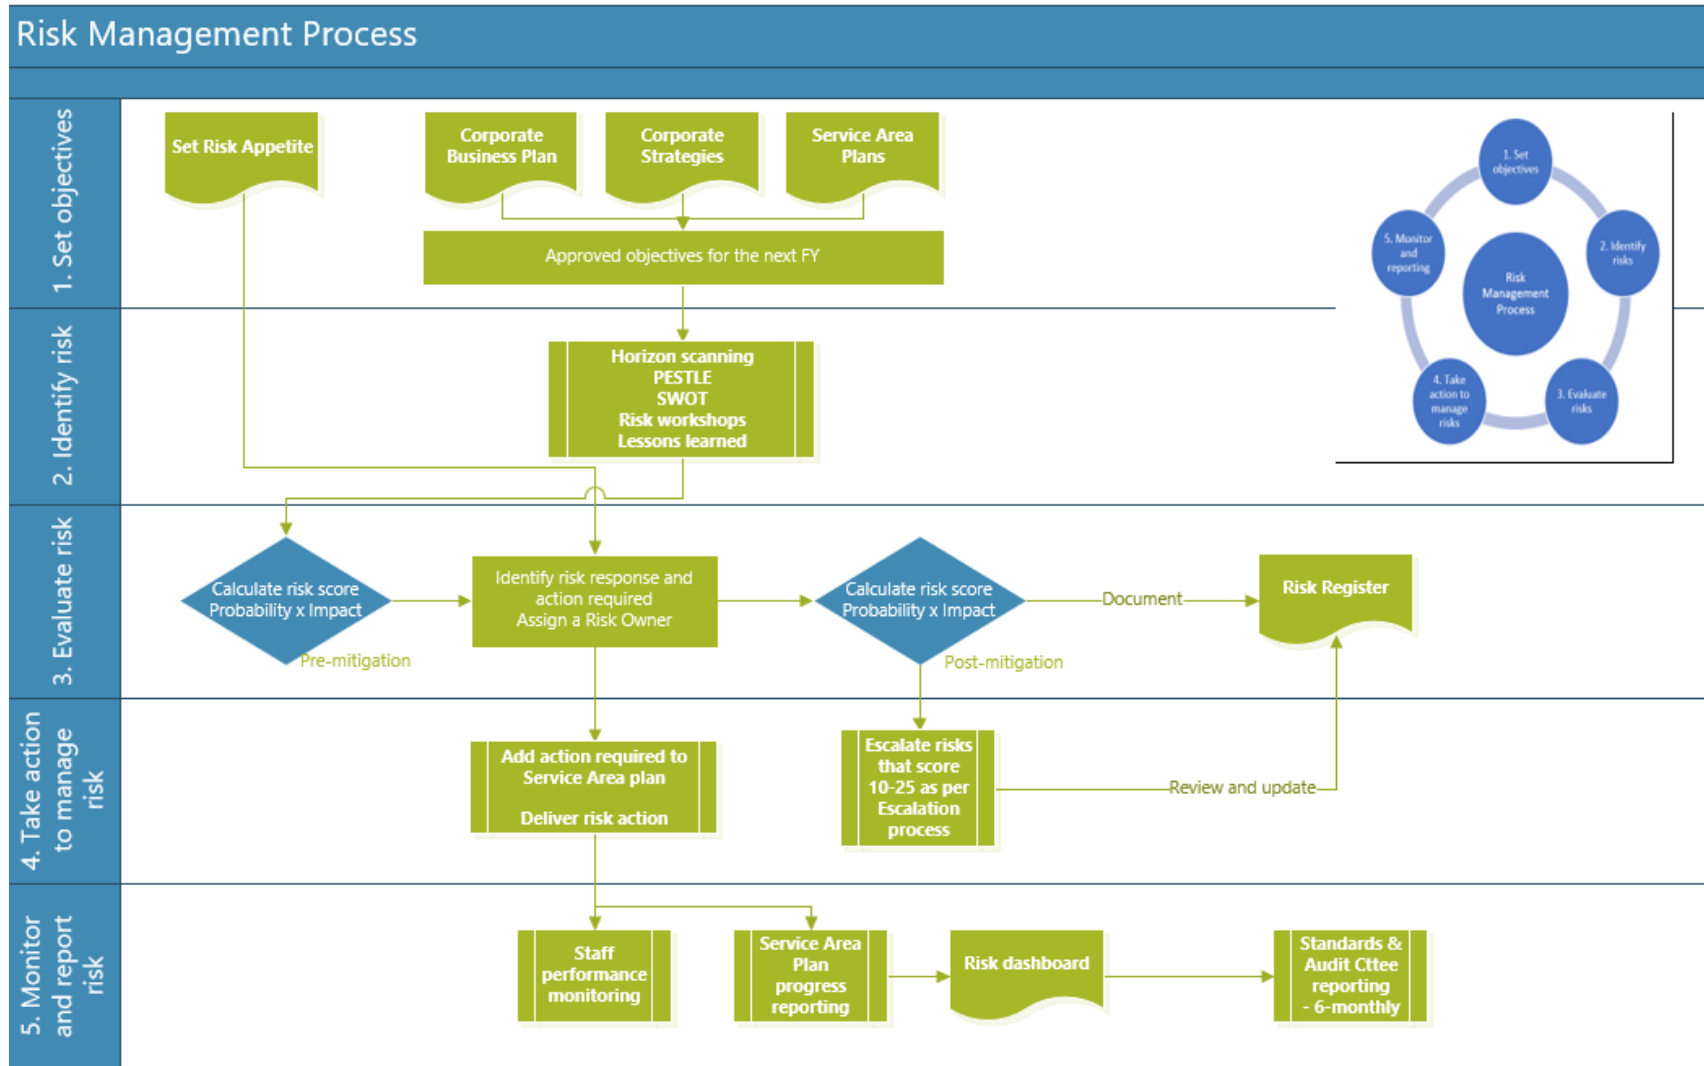 Risk Management Process
1. Set objectives
Set Risk Appetite
Corporate
Business Plan
Corporate
Strategies
Service Area
Plans
Approved objectives for the next FY
1. Set
objectives
2. Identify
risks
3. Evaluate
risks
4. Take
action to
manage
risks
5. Monitor
and
reporting
Risk
Management
Process
2. Identify risk
Horizon scanning
PESTLE
SWOT
Risk workshops
Lessons learned
3. Evaluate risk
Calculate risk score
Probability x Impact
Pre-mitigation
Identify risk response and
action required
Assign a Risk Owner
Calculate risk score
Probability x Impact
Post-mitigation
Document
Risk Register
4. Take action
to manage
risk
Add action required to
Service Area plan
Deliver risk action
Escalate risks
that score
10-25 as per
Escalation
process
Review and update
5. Monitor
and report
risk
Staff
performance
monitoring
Service Area
Plan
progress
reporting
Risk dashboard
Standards &
Audit Cttee
reporting
- 6-monthly